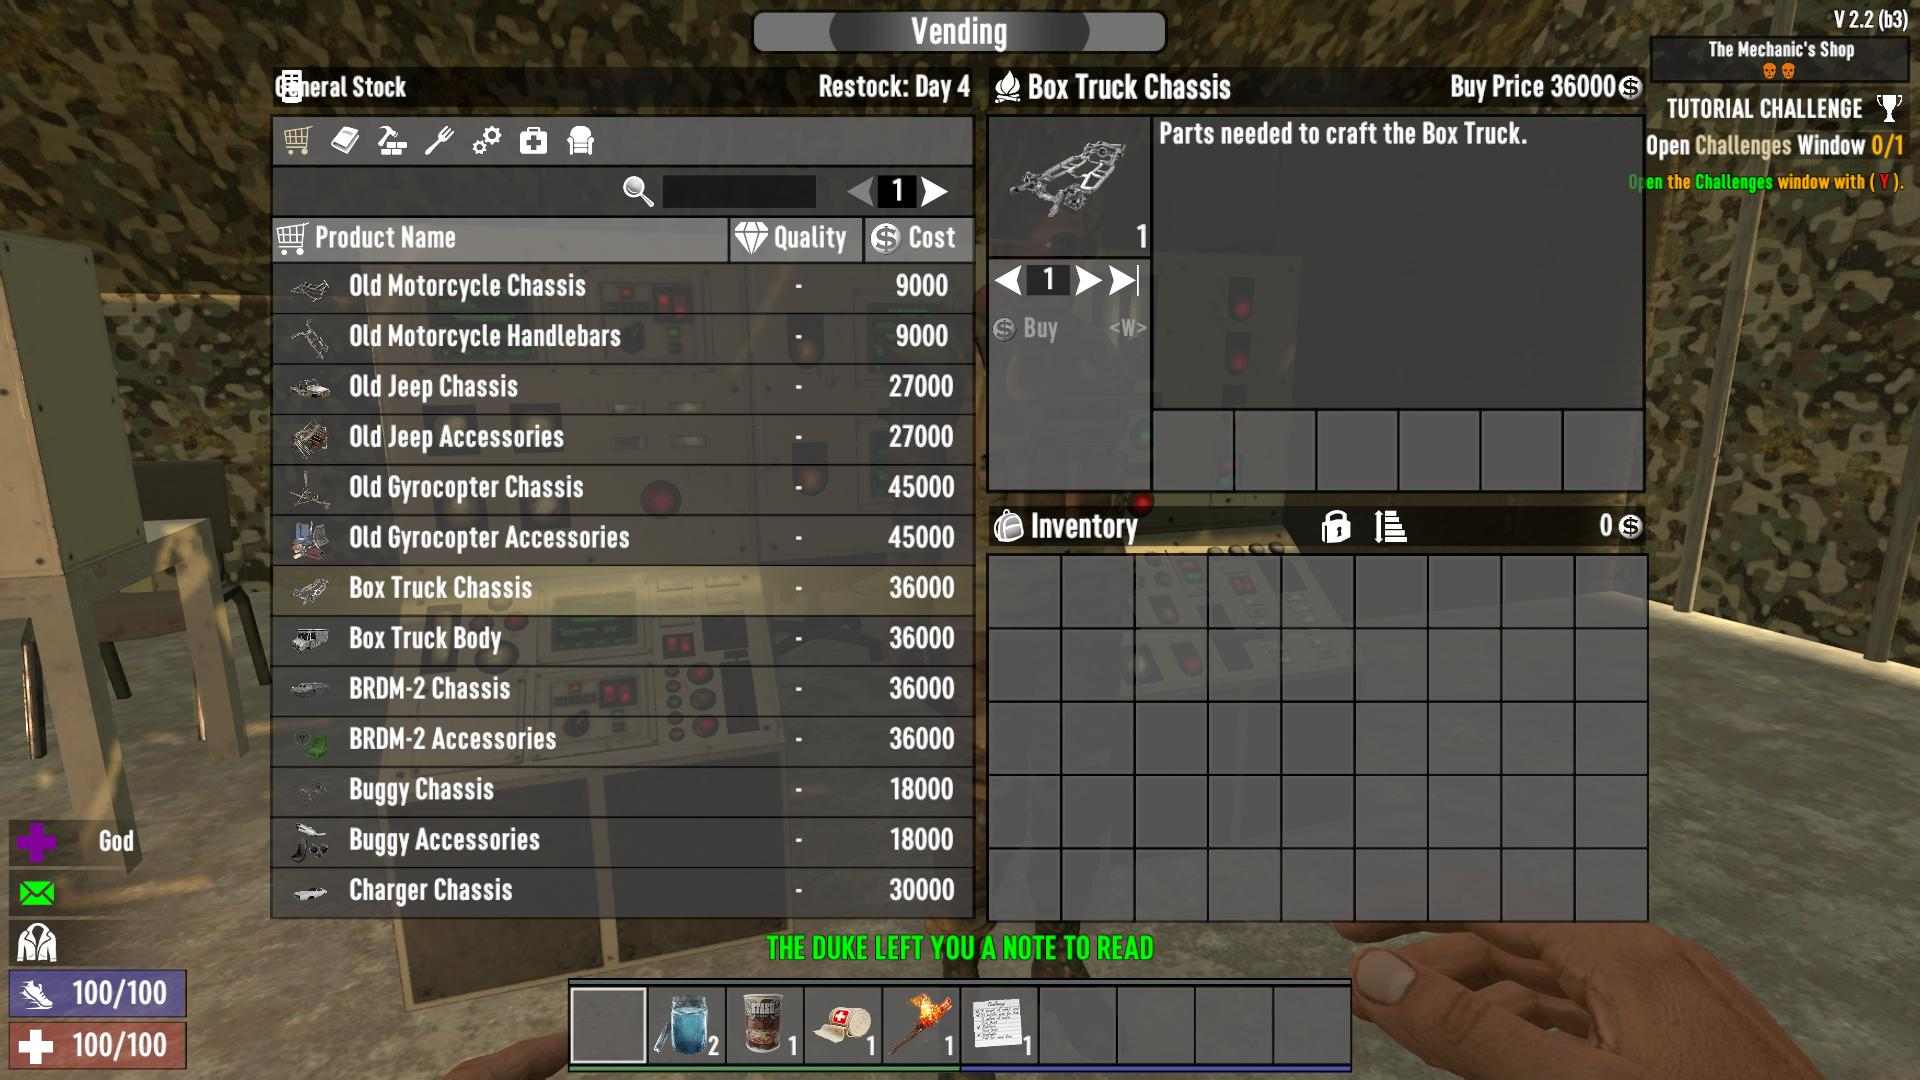 Vending
V 2.2 (b3)
The Mechanic's Shop
TUTORIAL CHALLENGE
Open Challenges Window 0/1
Open the Challenges window with ( Y ).
General Stock
Restock: Day 4
1
Product Name
Quality
Cost
Old Motorcycle Chassis - 9000
Old Motorcycle Handlebars - 9000
Old Jeep Chassis - 27000
Old Jeep Accessories - 27000
Old Gyrocopter Chassis - 45000
Old Gyrocopter Accessories - 45000
Box Truck Chassis - 36000
Box Truck Body - 36000
BRDM-2 Chassis - 36000
BRDM-2 Accessories - 36000
Buggy Chassis - 18000
Buggy Accessories - 18000
Charger Chassis - 30000
Box Truck Chassis
Buy Price 36000
Parts needed to craft the Box Truck.
1
1
Buy <W>
Inventory
0
God
100/100
100/100
THE DUKE LEFT YOU A NOTE TO READ
2
1
1
1
1